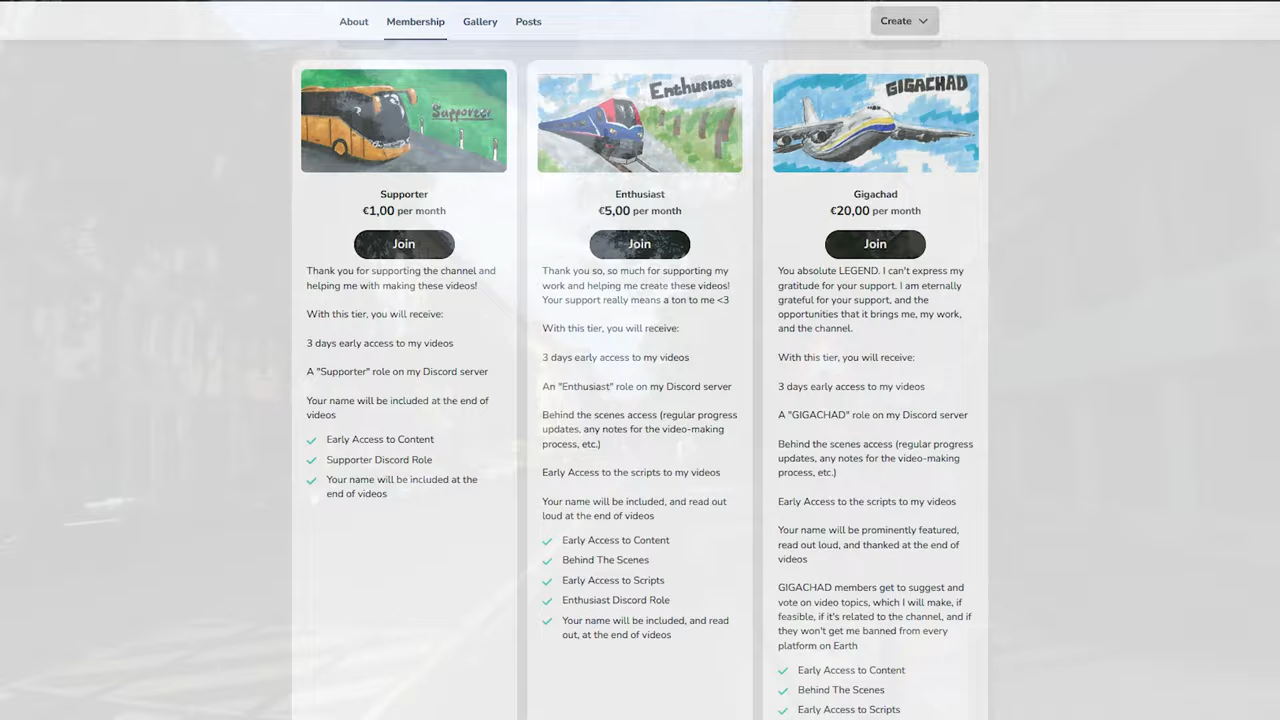 About Membership Gallery Posts Create
Supporter
Supporter
€1,00 per month
Join
Thank you for supporting the channel and
helping me with making these videos!
With this tier, you will receive:
3 days early access to my videos
A "Supporter" role on my Discord server
Your name will be included at the end of
videos
Early Access to Content
Supporter Discord Role
Your name will be included at the
end of videos
Enthusiast
Enthusiast
€5,00 per month
Join
Thank you so, so much for supporting my
work and helping me create these videos!
Your support really means a ton to me <3
With this tier, you will receive:
3 days early access to my videos
An "Enthusiast" role on my Discord server
Behind the scenes access (regular progress
updates, any notes for the video-making
process, etc.)
Early Access to the scripts to my videos
Your name will be included, and read out
loud at the end of videos
Early Access to Content
Behind The Scenes
Early Access to Scripts
Enthusiast Discord Role
Your name will be included, and read
out, at the end of videos
GIGACHAD
Gigachad
€20,00 per month
Join
You absolute LEGEND. I can't express my
gratitude for your support. I am eternally
grateful for your support, and the
opportunities that it brings me, my work,
and the channel.
With this tier, you will receive:
3 days early access to my videos
A "GIGACHAD" role on my Discord server
Behind the scenes access (regular progress
updates, any notes for the video-making
process, etc.)
Early Access to the scripts to my videos
Your name will be prominently featured,
read out loud, and thanked at the end of
videos
GIGACHAD members get to suggest and
vote on video topics, which I will make, if
feasible, if it's related to the channel, and if
they won't get me banned from every
platform on Earth
Early Access to Content
Behind The Scenes
Early Access to Scripts